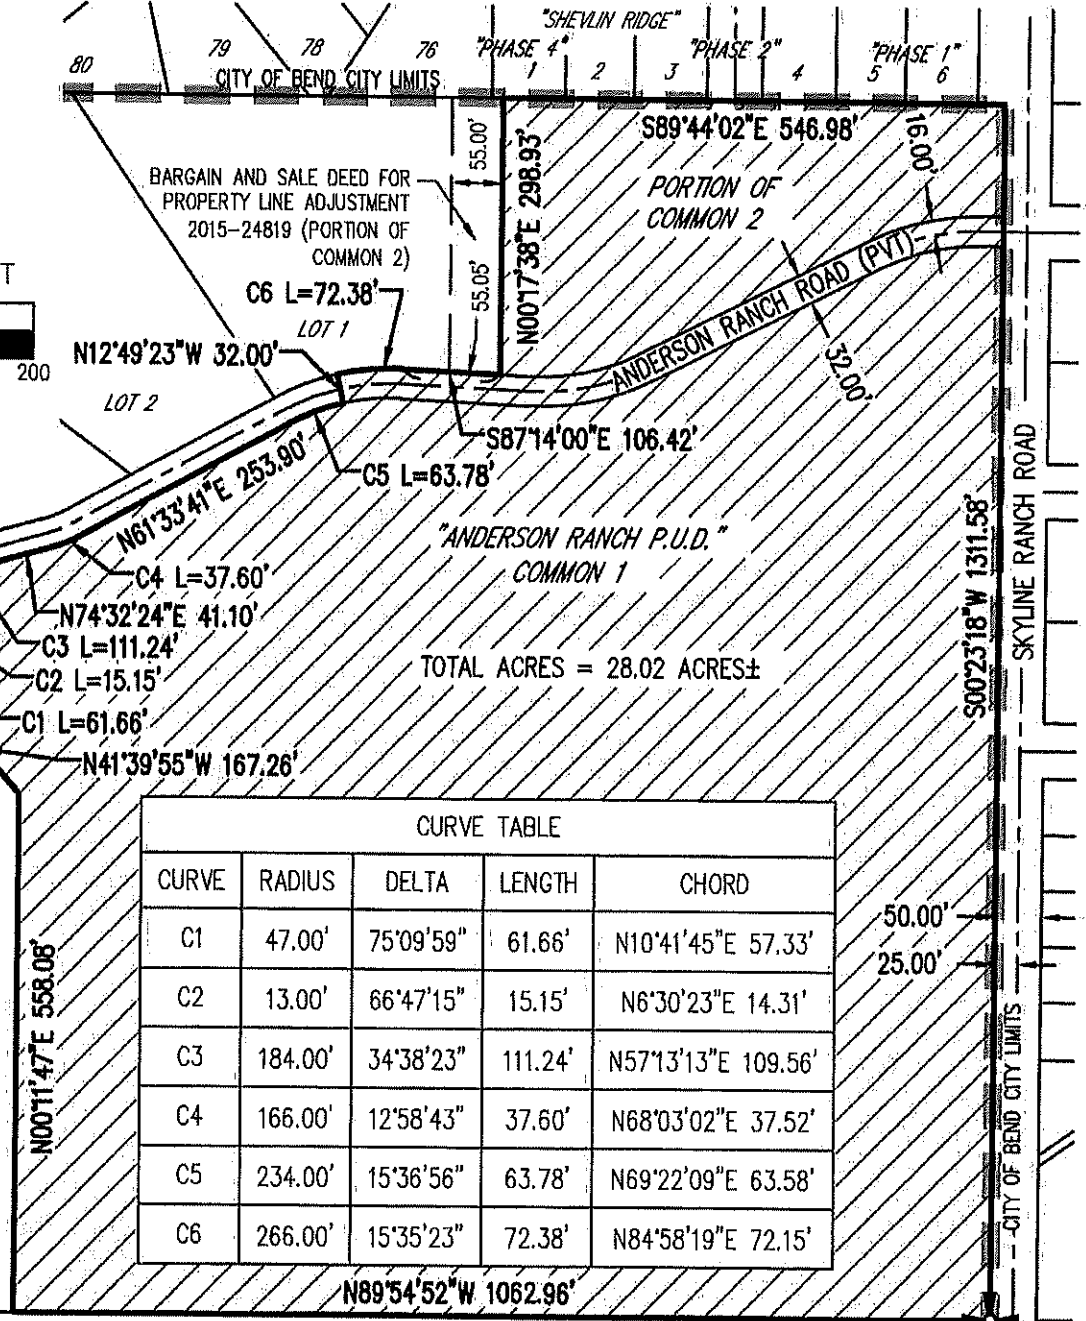 "SHEVLIN RIDGE"
80
79
78
76
"PHASE 4"
"PHASE 2"
"PHASE 1"
1
2
3
4
5
6
CITY OF BEND CITY LIMITS
S89°44'02"E 546.98'
16.00'
55.00'
N00°17'38"E 298.93'
BARGAIN AND SALE DEED FOR
PROPERTY LINE ADJUSTMENT
2015-24819 (PORTION OF
COMMON 2)
PORTION OF
COMMON 2
T
C6 L=72.38'
55.05'
LOT 1
ANDERSON RANCH ROAD (PVT)
N12°49'23"W 32.00'
200
32.00'
LOT 2
S87°14'00"E 106.42'
N61°33'41"E 253.90'
C5 L=63.78'
SKYLINE RANCH ROAD
S00°23'18"W 1311.58'
"ANDERSON RANCH P.U.D."
COMMON 1
C4 L=37.60'
N74°32'24"E 41.10'
C3 L=111.24'
TOTAL ACRES = 28.02 ACRES±
C2 L=15.15'
C1 L=61.66'
N41°39'55"W 167.26'
CURVE TABLE
CURVE RADIUS DELTA LENGTH CHORD
C1 47.00' 75°09'59" 61.66' N10°41'45"E 57.33'
C2 13.00' 66°47'15" 15.15' N6°30'23"E 14.31'
C3 184.00' 34°38'23" 111.24' N57°13'13"E 109.56'
C4 166.00' 12°58'43" 37.60' N68°03'02"E 37.52'
C5 234.00' 15°36'56" 63.78' N69°22'09"E 63.58'
C6 266.00' 15°35'23" 72.38' N84°58'19"E 72.15'
50.00'
25.00'
N00°11'47"E 558.08'
CITY OF BEND CITY LIMITS
N89°54'52"W 1062.96'